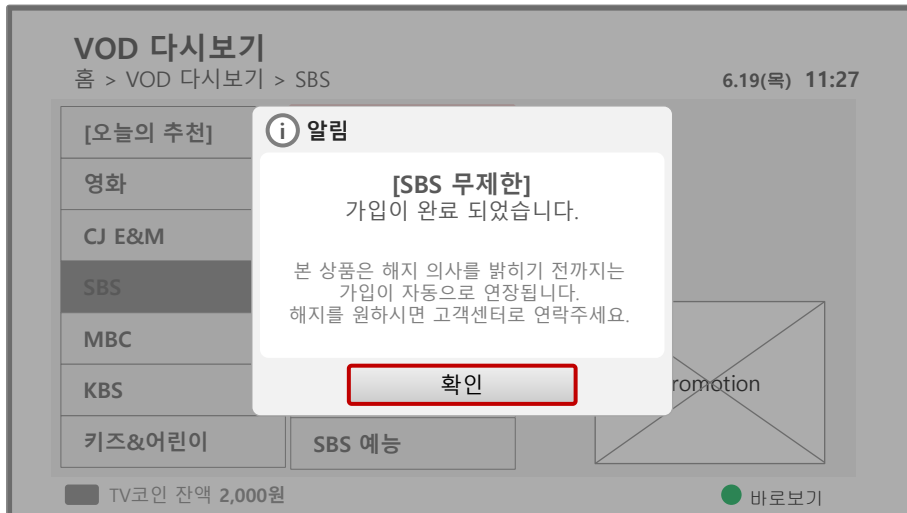 VOD 다시보기
홈 > VOD 다시보기 > SBS
6.19(목) 11:27
[오늘의 추천]
영화
CJ E&M
SBS
MBC
KBS
키즈&어린이
SBS 예능
i 알림
[SBS 무제한]
가입이 완료 되었습니다.
본 상품은 해지 의사를 밝히기 전까지는
가입이 자동으로 연장됩니다.
해지를 원하시면 고객센터로 연락주세요.
확인
romotion
TV코인 잔액 2,000원
바로보기